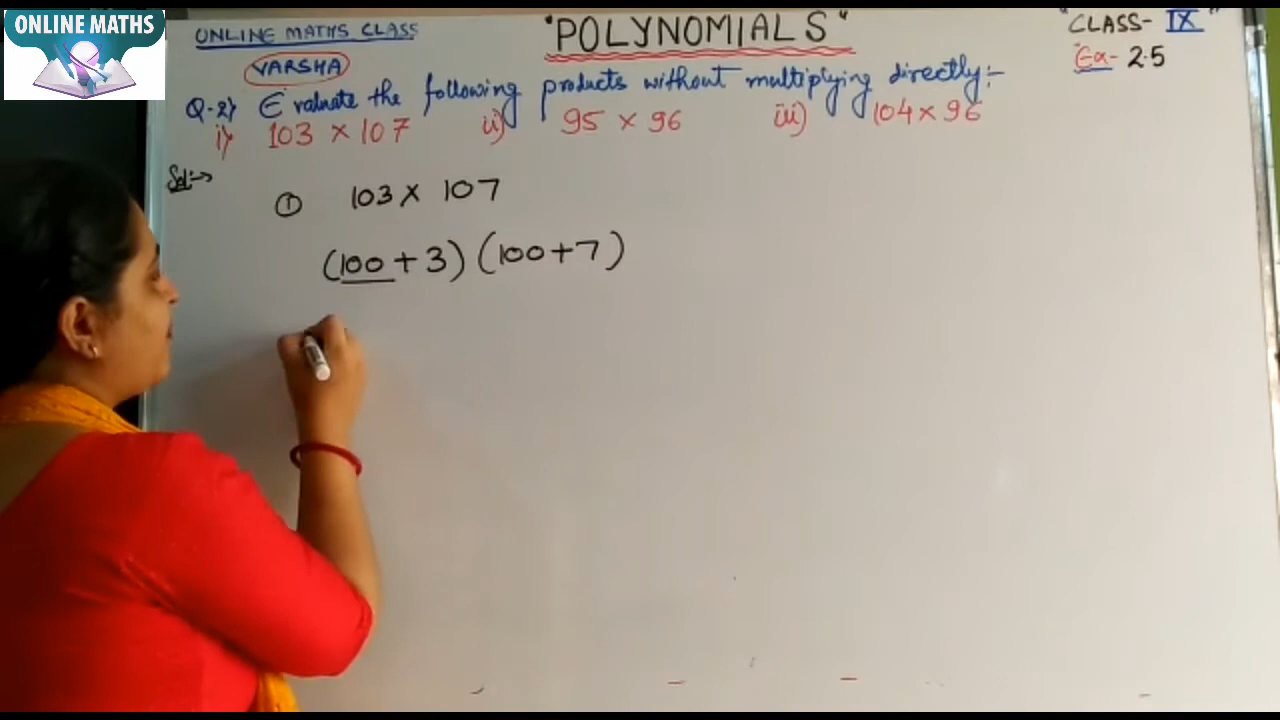 ONLINE MATHS
ONLINE MATHS CLASS
"POLYNOMIALS"
"CLASS- IX"
VARSHA
Ex- 2.5
Q-2) Evaluate the following products without multiplying directly:-
i) 103 × 107 ii) 95 × 96 iii) 104 × 96
Sol:→
① 103 × 107
(100 + 3) (100 + 7)